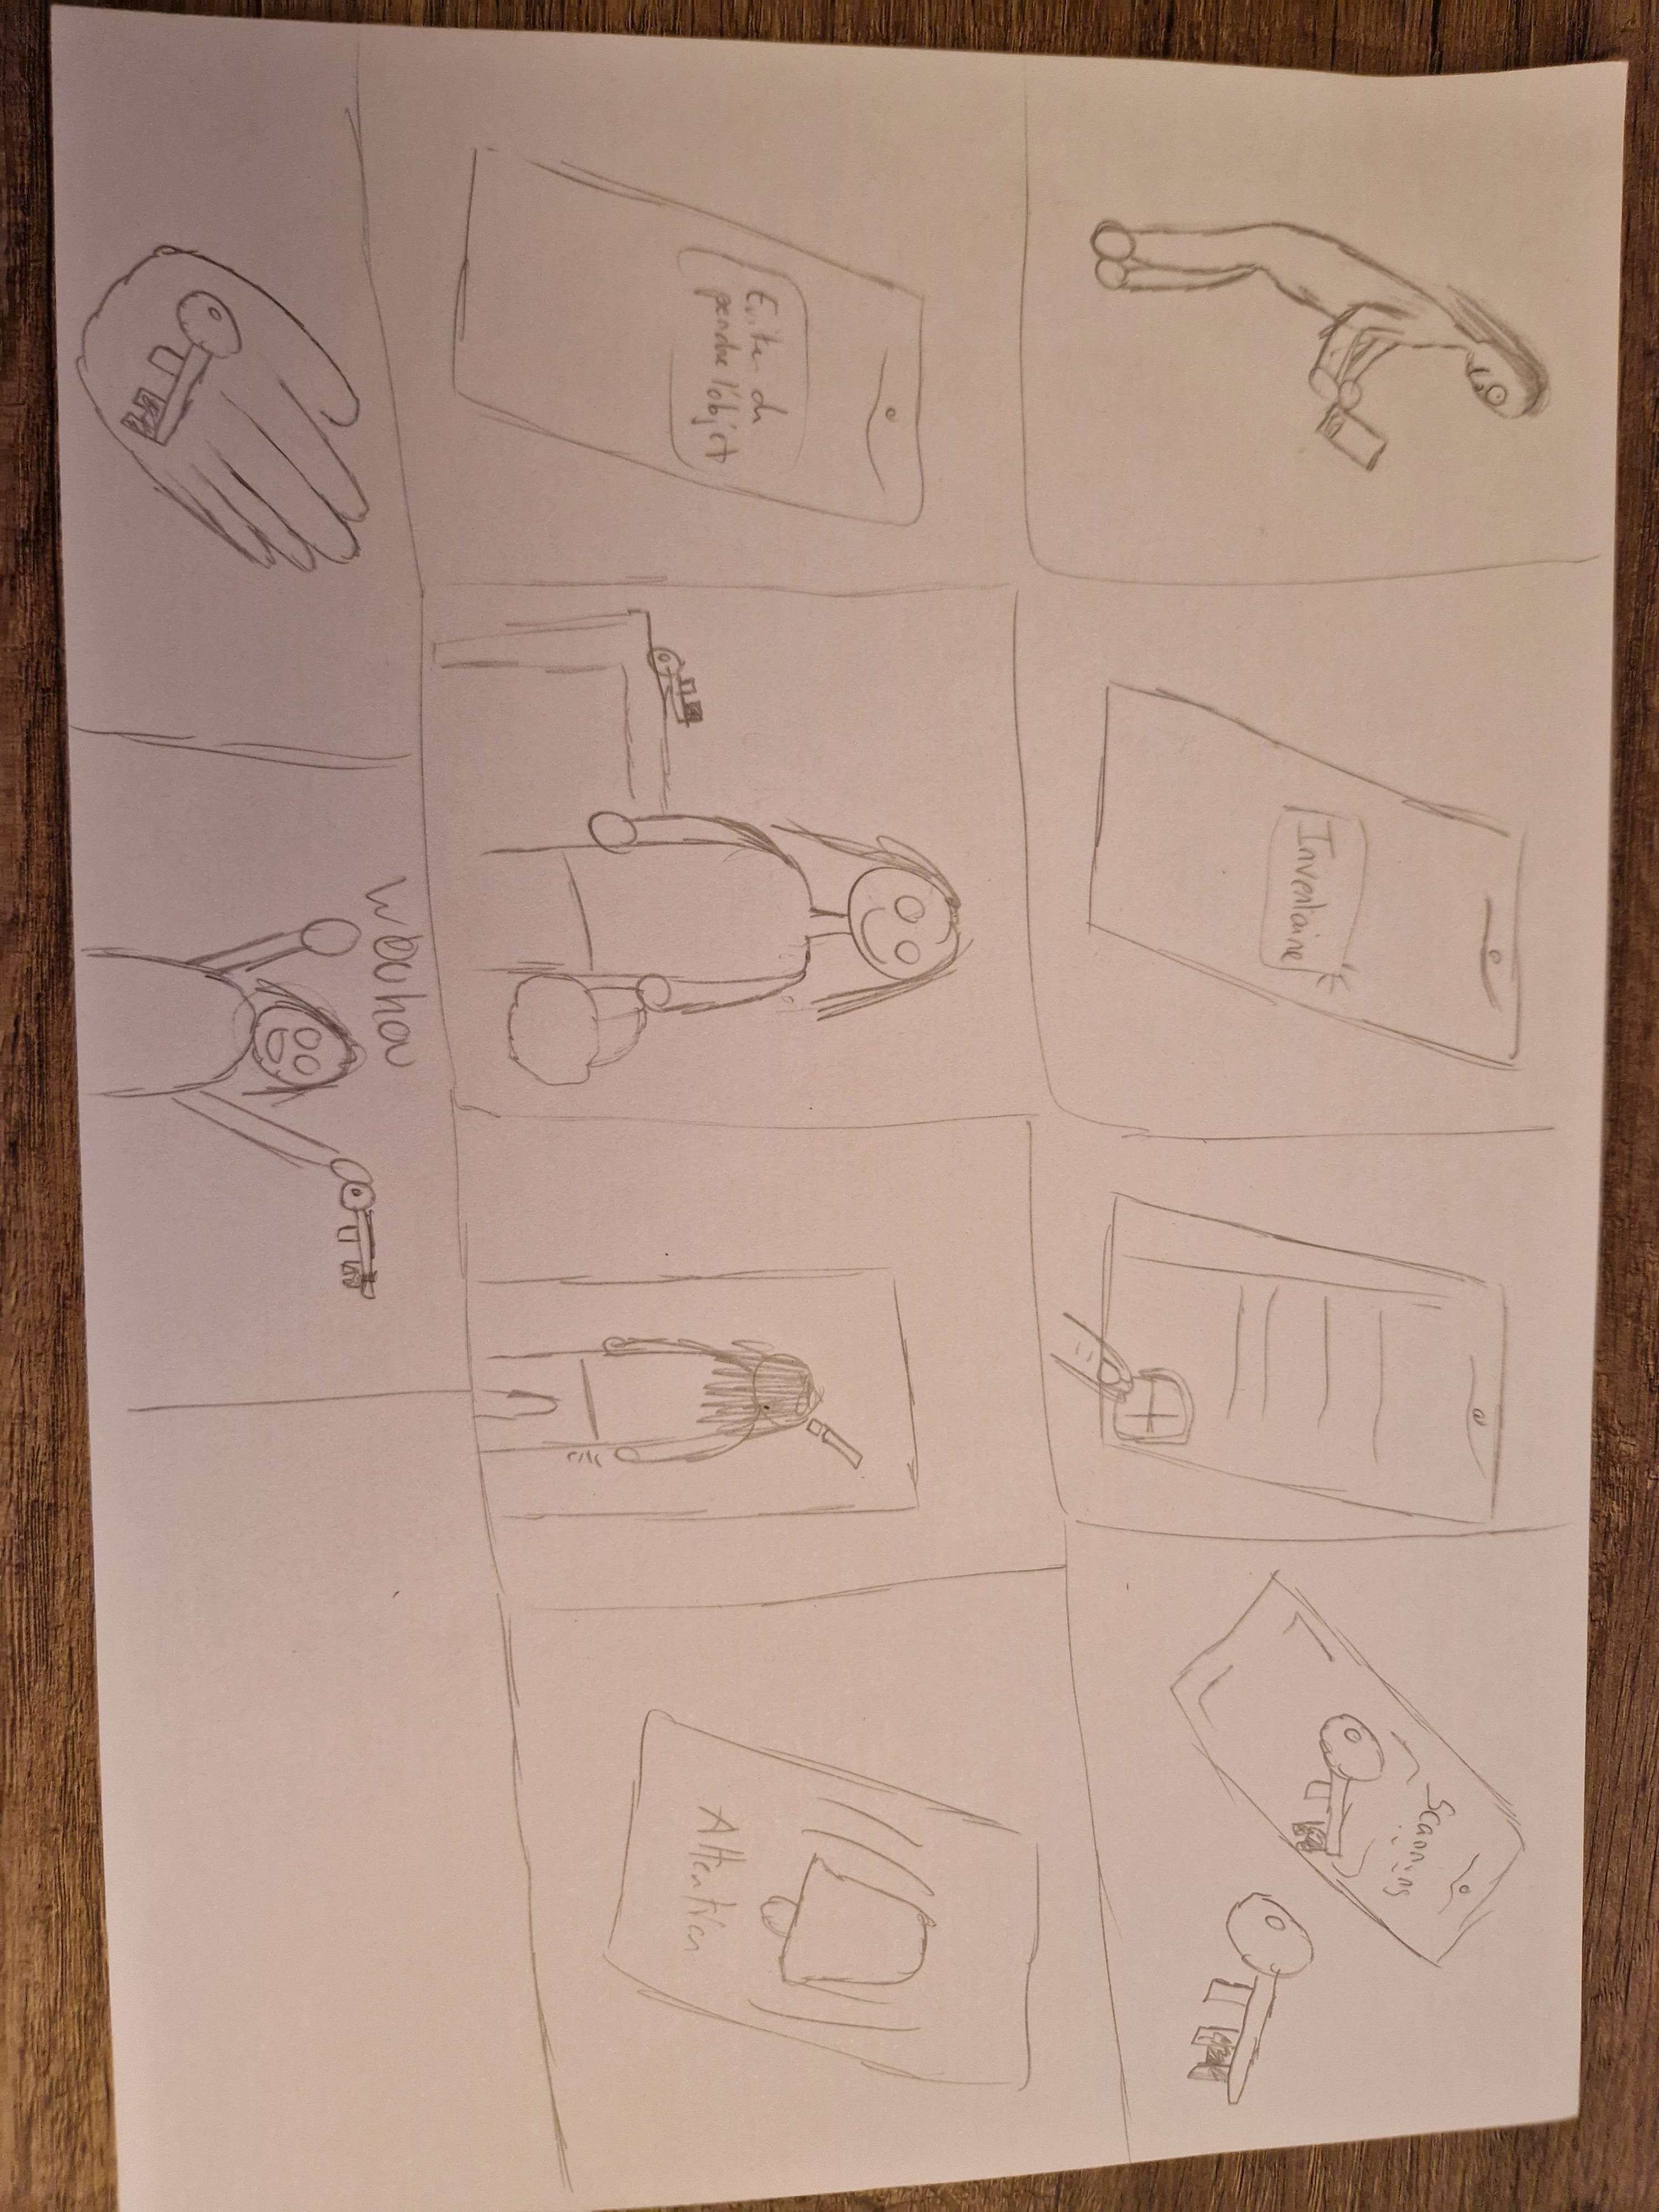 Inventaire
Scanning
Eviter de
perdre l'objet
Attention
WOUHOU